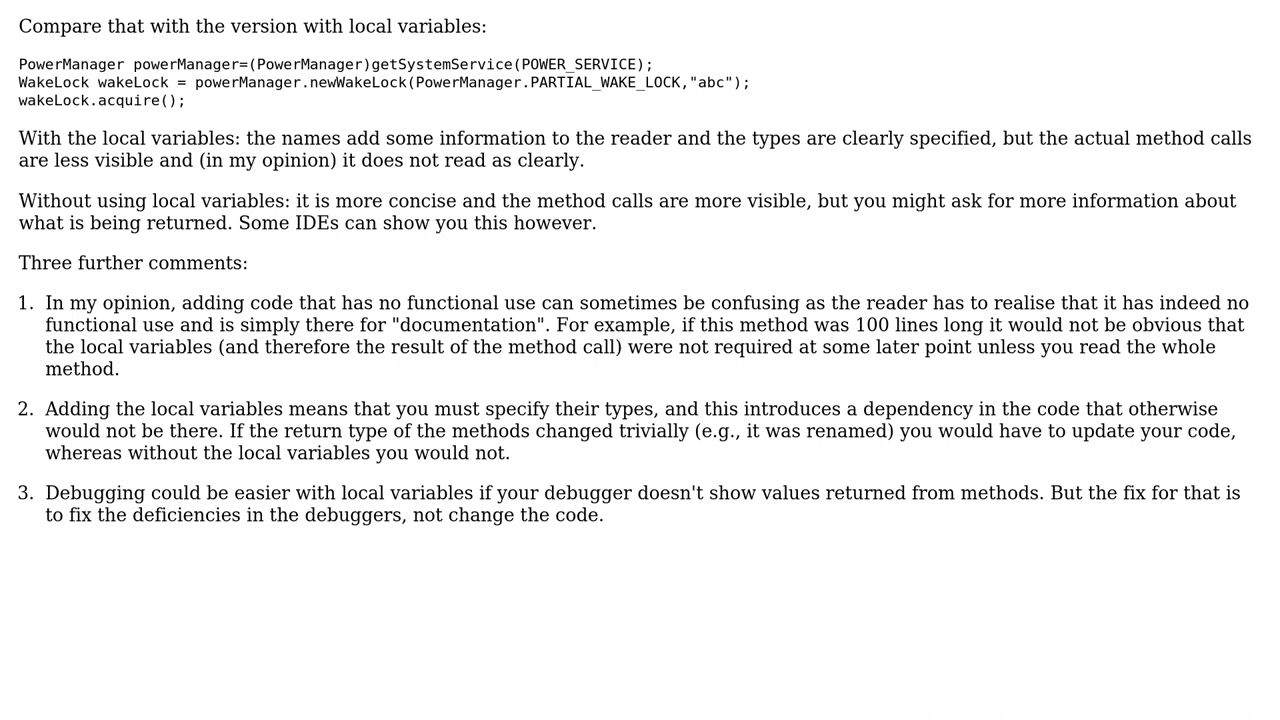 Compare that with the version with local variables:
PowerManager powerManager=(PowerManager)getSystemService(POWER_SERVICE);
WakeLock wakeLock = powerManager.newWakeLock(PowerManager.PARTIAL_WAKE_LOCK,"abc");
wakeLock.acquire();
With the local variables: the names add some information to the reader and the types are clearly specified, but the actual method calls
are less visible and (in my opinion) it does not read as clearly.
Without using local variables: it is more concise and the method calls are more visible, but you might ask for more information about
what is being returned. Some IDEs can show you this however.
Three further comments:
1. In my opinion, adding code that has no functional use can sometimes be confusing as the reader has to realise that it has indeed no
functional use and is simply there for "documentation". For example, if this method was 100 lines long it would not be obvious that
the local variables (and therefore the result of the method call) were not required at some later point unless you read the whole
method.
2. Adding the local variables means that you must specify their types, and this introduces a dependency in the code that otherwise
would not be there. If the return type of the methods changed trivially (e.g., it was renamed) you would have to update your code,
whereas without the local variables you would not.
3. Debugging could be easier with local variables if your debugger doesn't show values returned from methods. But the fix for that is
to fix the deficiencies in the debuggers, not change the code.